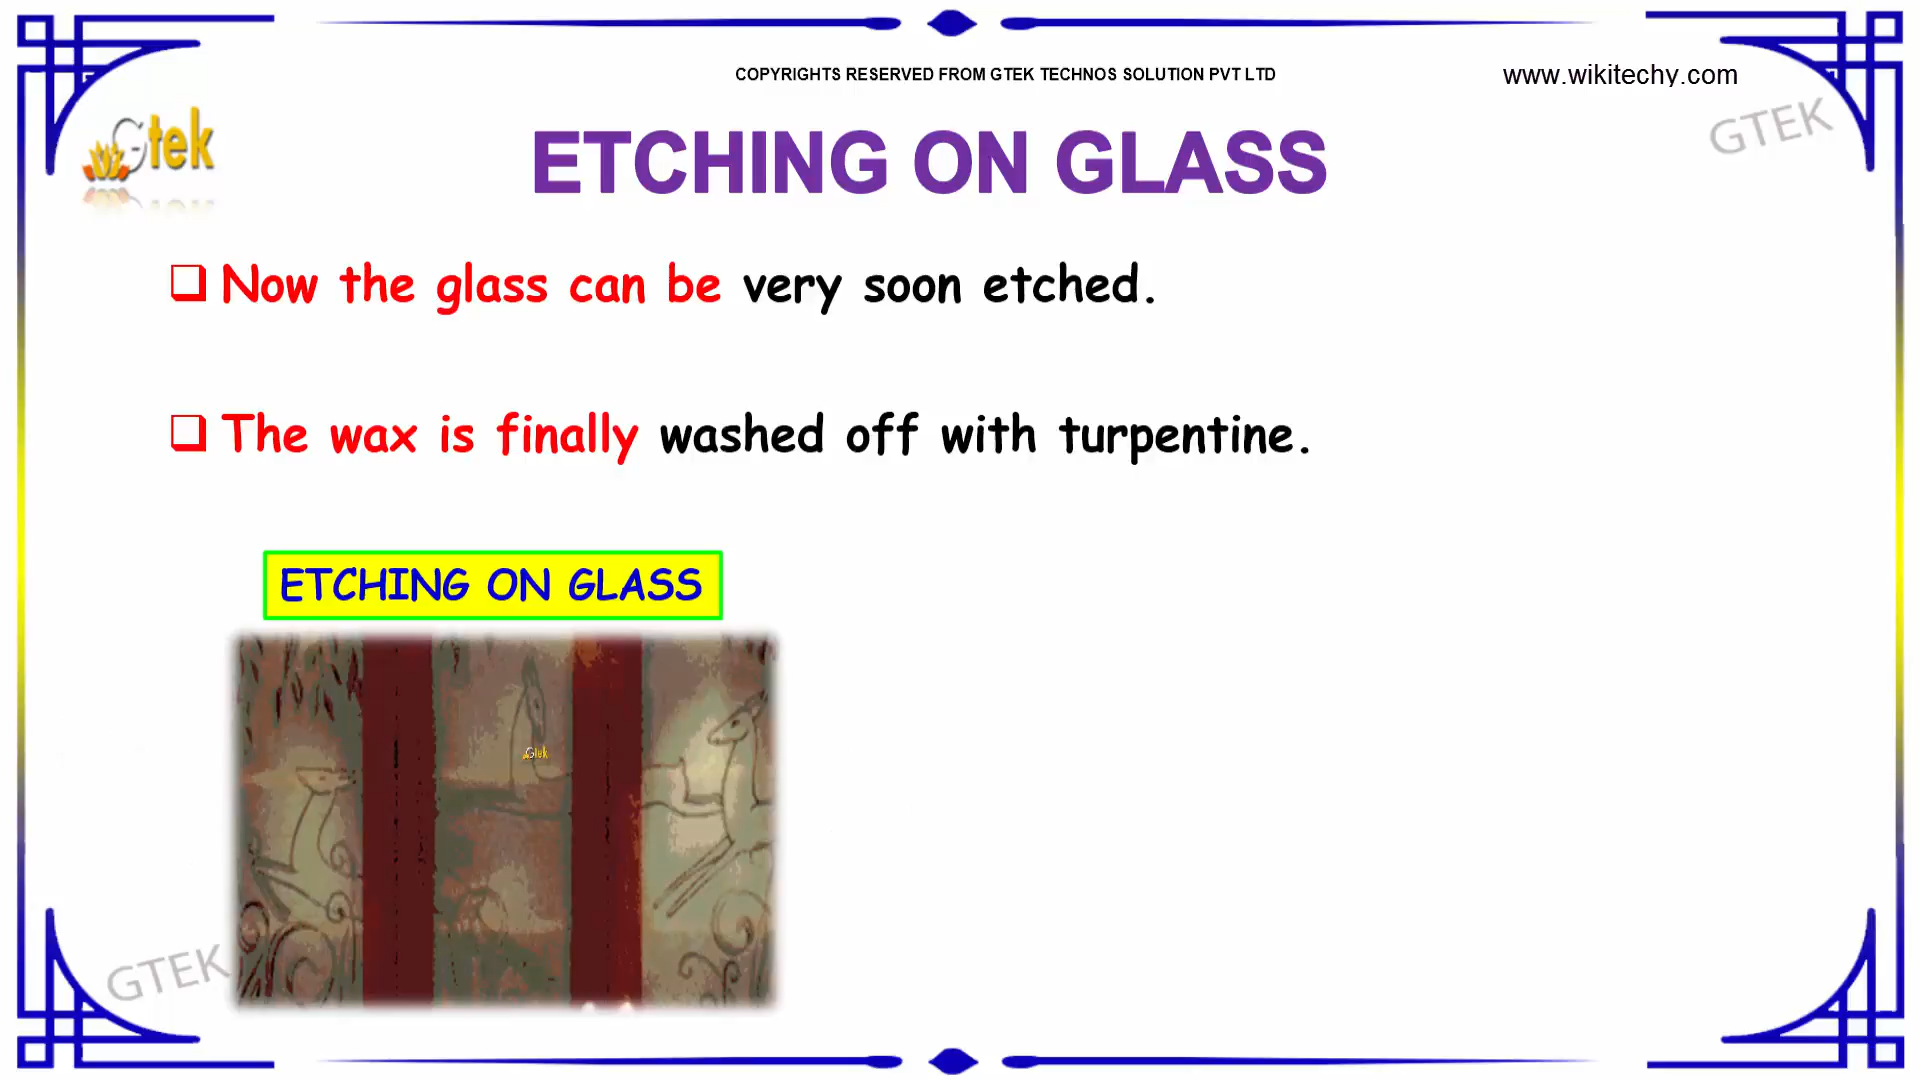 COPYRIGHTS RESERVED FROM GTEK TECHNOS SOLUTION PVT LTD
www.wikitechy.com
Gtek
GTEK
ETCHING ON GLASS
Now the glass can be very soon etched.
The wax is finally washed off with turpentine.
ETCHING ON GLASS
Gtek
GTEK